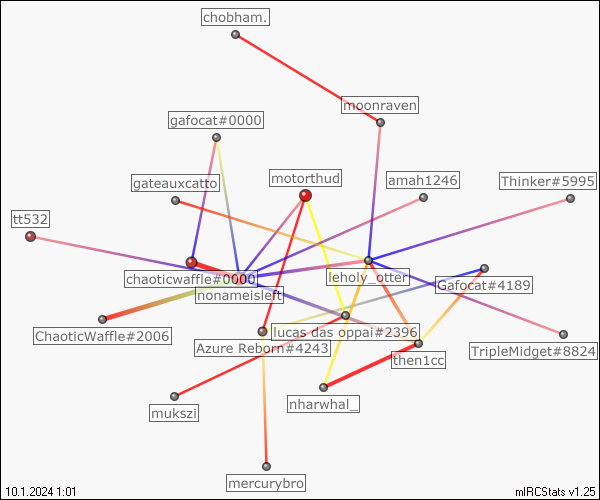 chobham.
moonraven
gafocat#0000
motorthud
amah1246
Thinker#5995
gateauxcatto
tt532
chaoticwaffle#0000
leholy_otter
Gafocat#4189
nonameisleft
ChaoticWaffle#2006
lucas das oppai#2396
Azure Reborn#4243
then1cc
TripleMidget#8824
mukszi
nharwhal_
mercurybro
10.1.2024 1:01
mIRCStats v1.25